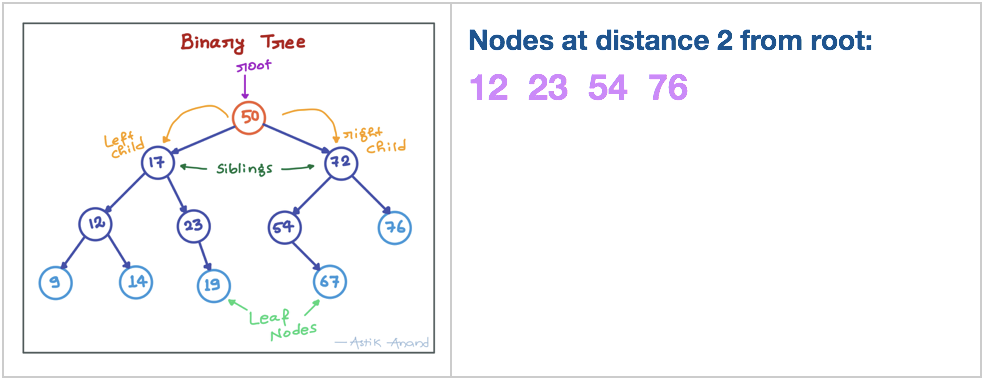 Binary Tree
root
50
Left
child
right
child
17
Siblings
72
12
23
54
76
9
14
19
67
Leaf
Nodes
— Astik Anand
Nodes at distance 2 from root:
12 23 54 76